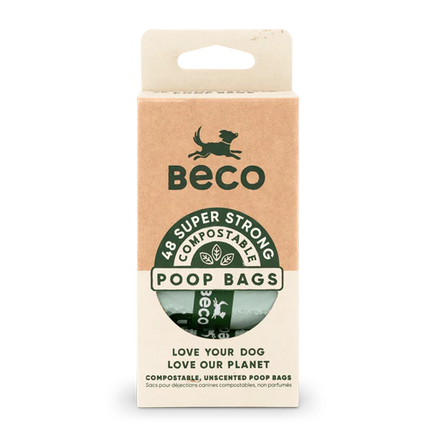 BECO
48 SUPER STRONG
COMPOSTABLE
POOP BAGS
Beco
LOVE YOUR DOG
LOVE OUR PLANET
COMPOSTABLE, UNSCENTED POOP BAGS
Sacs pour déjections canines compostables, non parfumés